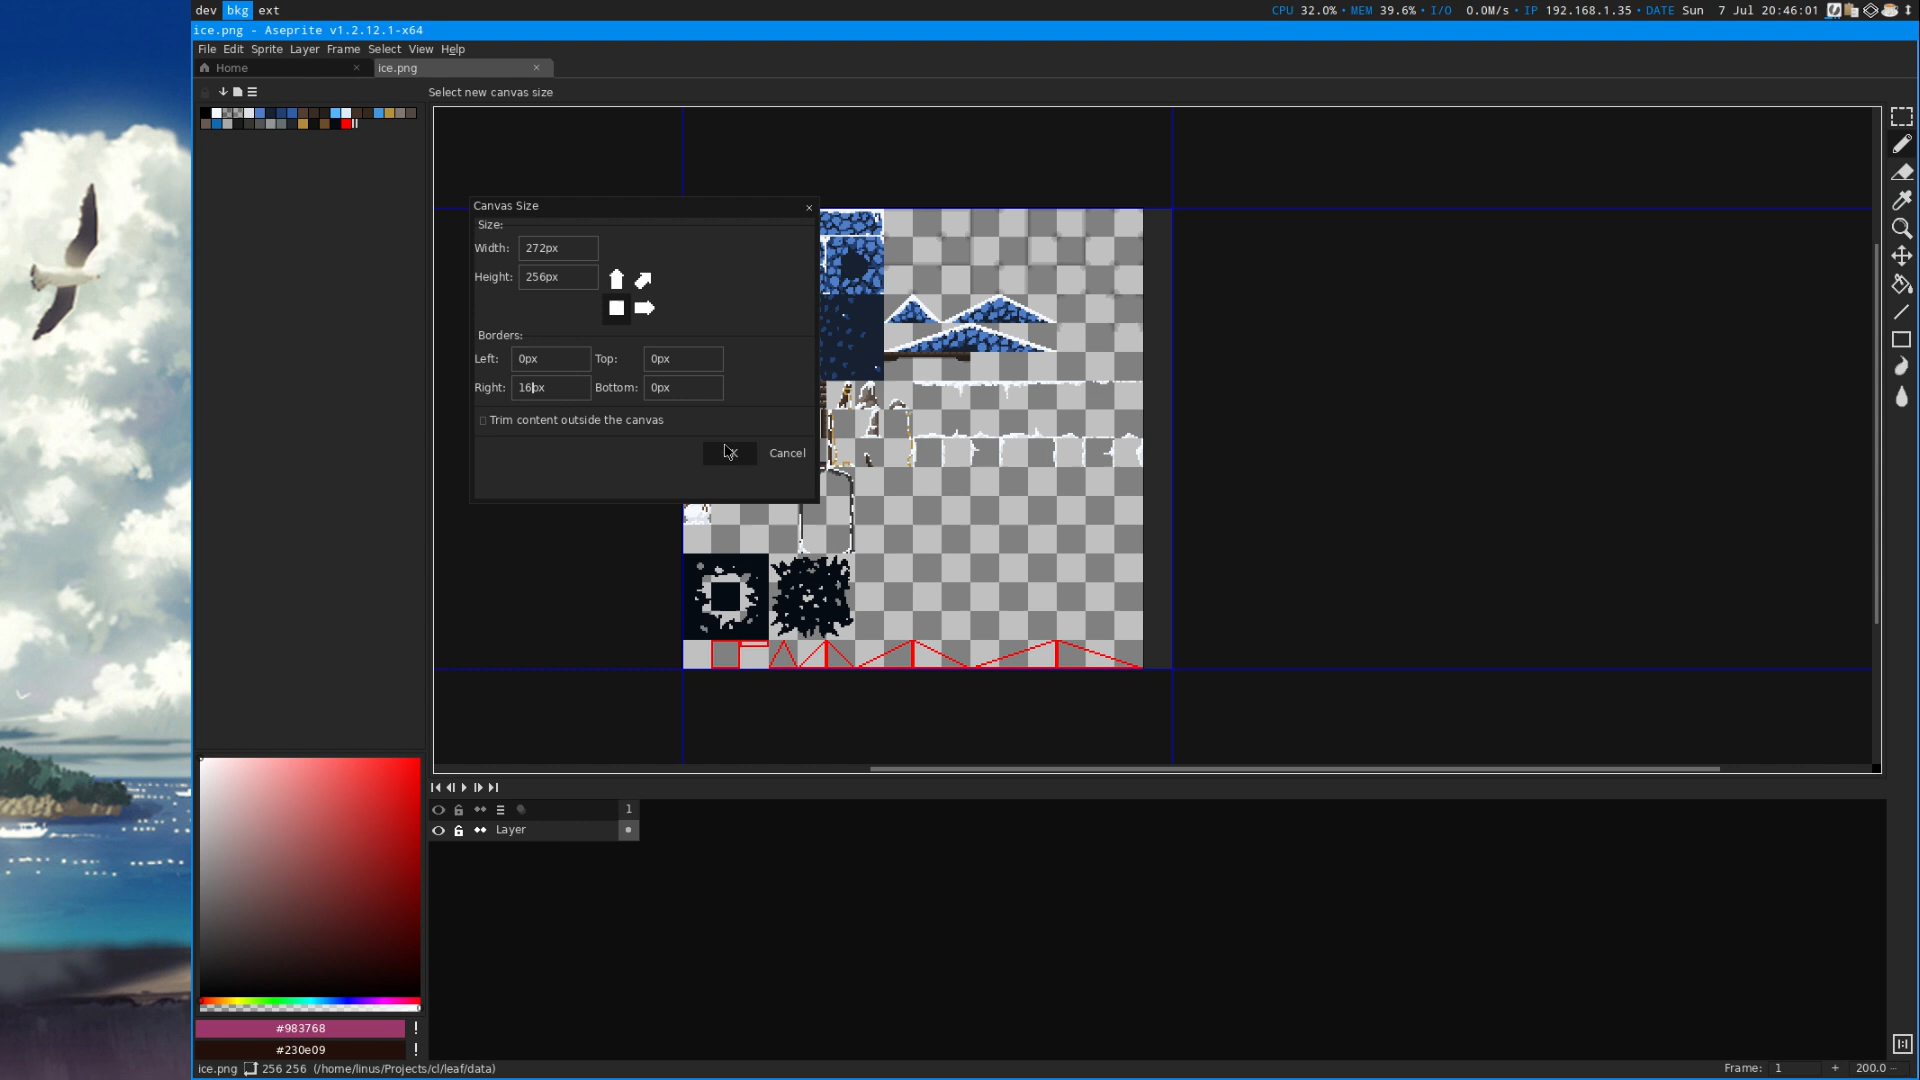 dev bkg ext
CPU 32.0% • MEM 39.6% • I/O 0.0M/s • IP 192.168.1.35 • DATE Sun 7 Jul 20:46:01
ice.png - Aseprite v1.2.12.1-x64
File Edit Sprite Layer Frame Select View Help
Home
ice.png
Select new canvas size
Canvas Size
Size:
Width: 272px
Height: 256px
Borders:
Left: 0px Top: 0px
Right: 16px Bottom: 0px
Trim content outside the canvas
Cancel
1
Layer
#983768 !
#230e09 !
ice.png 256 256 (/home/linus/Projects/cl/leaf/data)
Frame: 1 + 200.0